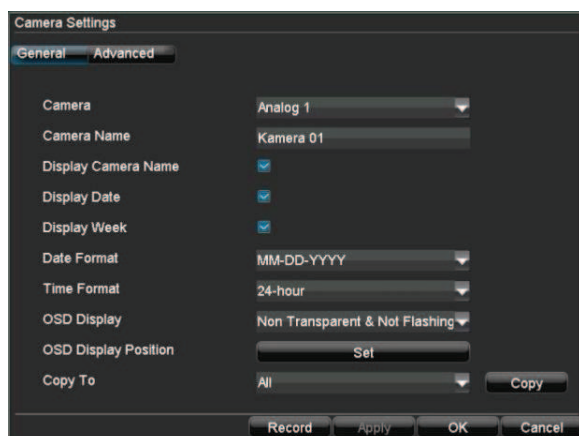 Camera Settings
General Advanced
Camera Analog 1
Camera Name Kamera 01
Display Camera Name
Display Date
Display Week
Date Format MM-DD-YYYY
Time Format 24-hour
OSD Display Non Transparent & Not Flashing
OSD Display Position Set
Copy To All Copy
Record Apply OK Cancel